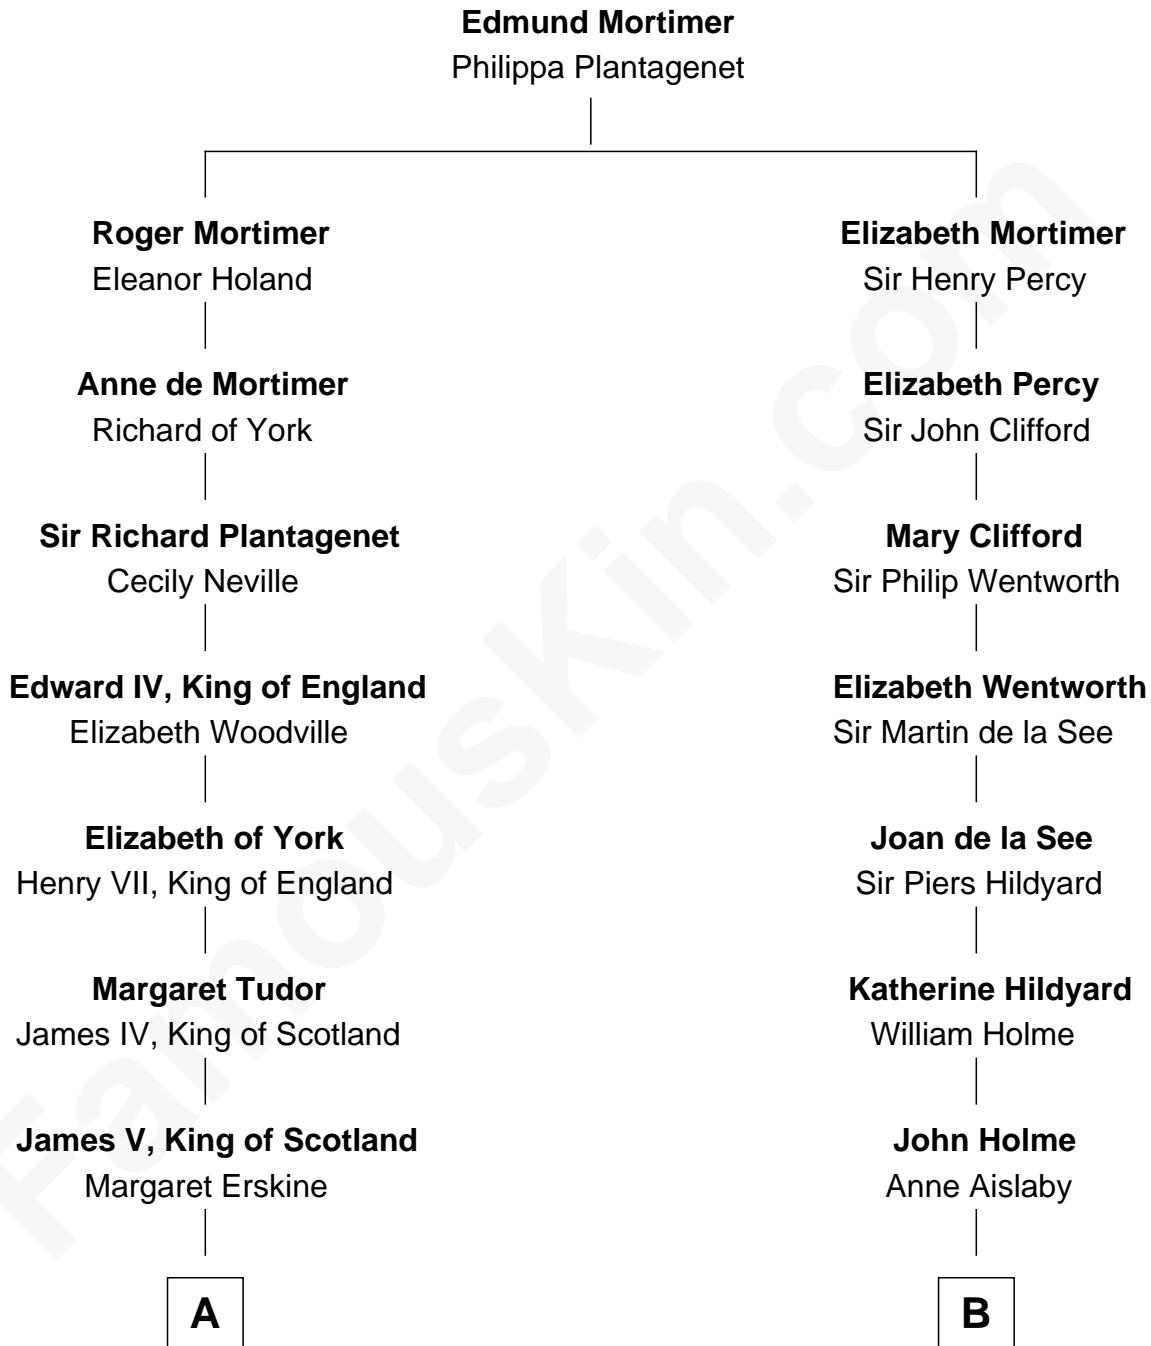 Edmund Mortimer
Philippa Plantagenet
Roger Mortimer
Eleanor Holand
Anne de Mortimer
Richard of York
Sir Richard Plantagenet
Cecily Neville
Edward IV, King of England
Elizabeth Woodville
Elizabeth of York
Henry VII, King of England
Margaret Tudor
James IV, King of Scotland
James V, King of Scotland
Margaret Erskine
A
Elizabeth Mortimer
Sir Henry Percy
Elizabeth Percy
Sir John Clifford
Mary Clifford
Sir Philip Wentworth
Elizabeth Wentworth
Sir Martin de la See
Joan de la See
Sir Piers Hildyard
Katherine Hildyard
William Holme
John Holme
Anne Aislaby
B
FamousKin.com